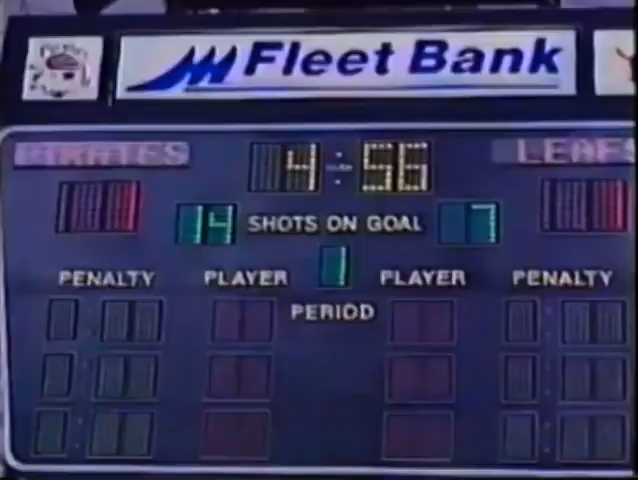 Fleet Bank
PIRATES 4:56 LEAFS
14 SHOTS ON GOAL 7
1
PENALTY PLAYER PLAYER PENALTY
PERIOD